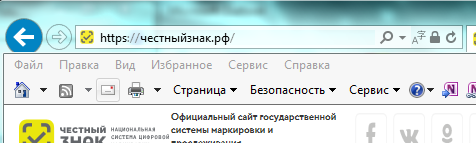 https://честныйзнак.рф/
Файл Правка Вид Избранное Сервис Справка
Страница Безопасность Сервис
ЧЕСТНЫЙ ЗНАК
НАЦИОНАЛЬНАЯ СИСТЕМА ЦИФРОВОЙ
Официальный сайт государственной
системы маркировки и
прослеживания